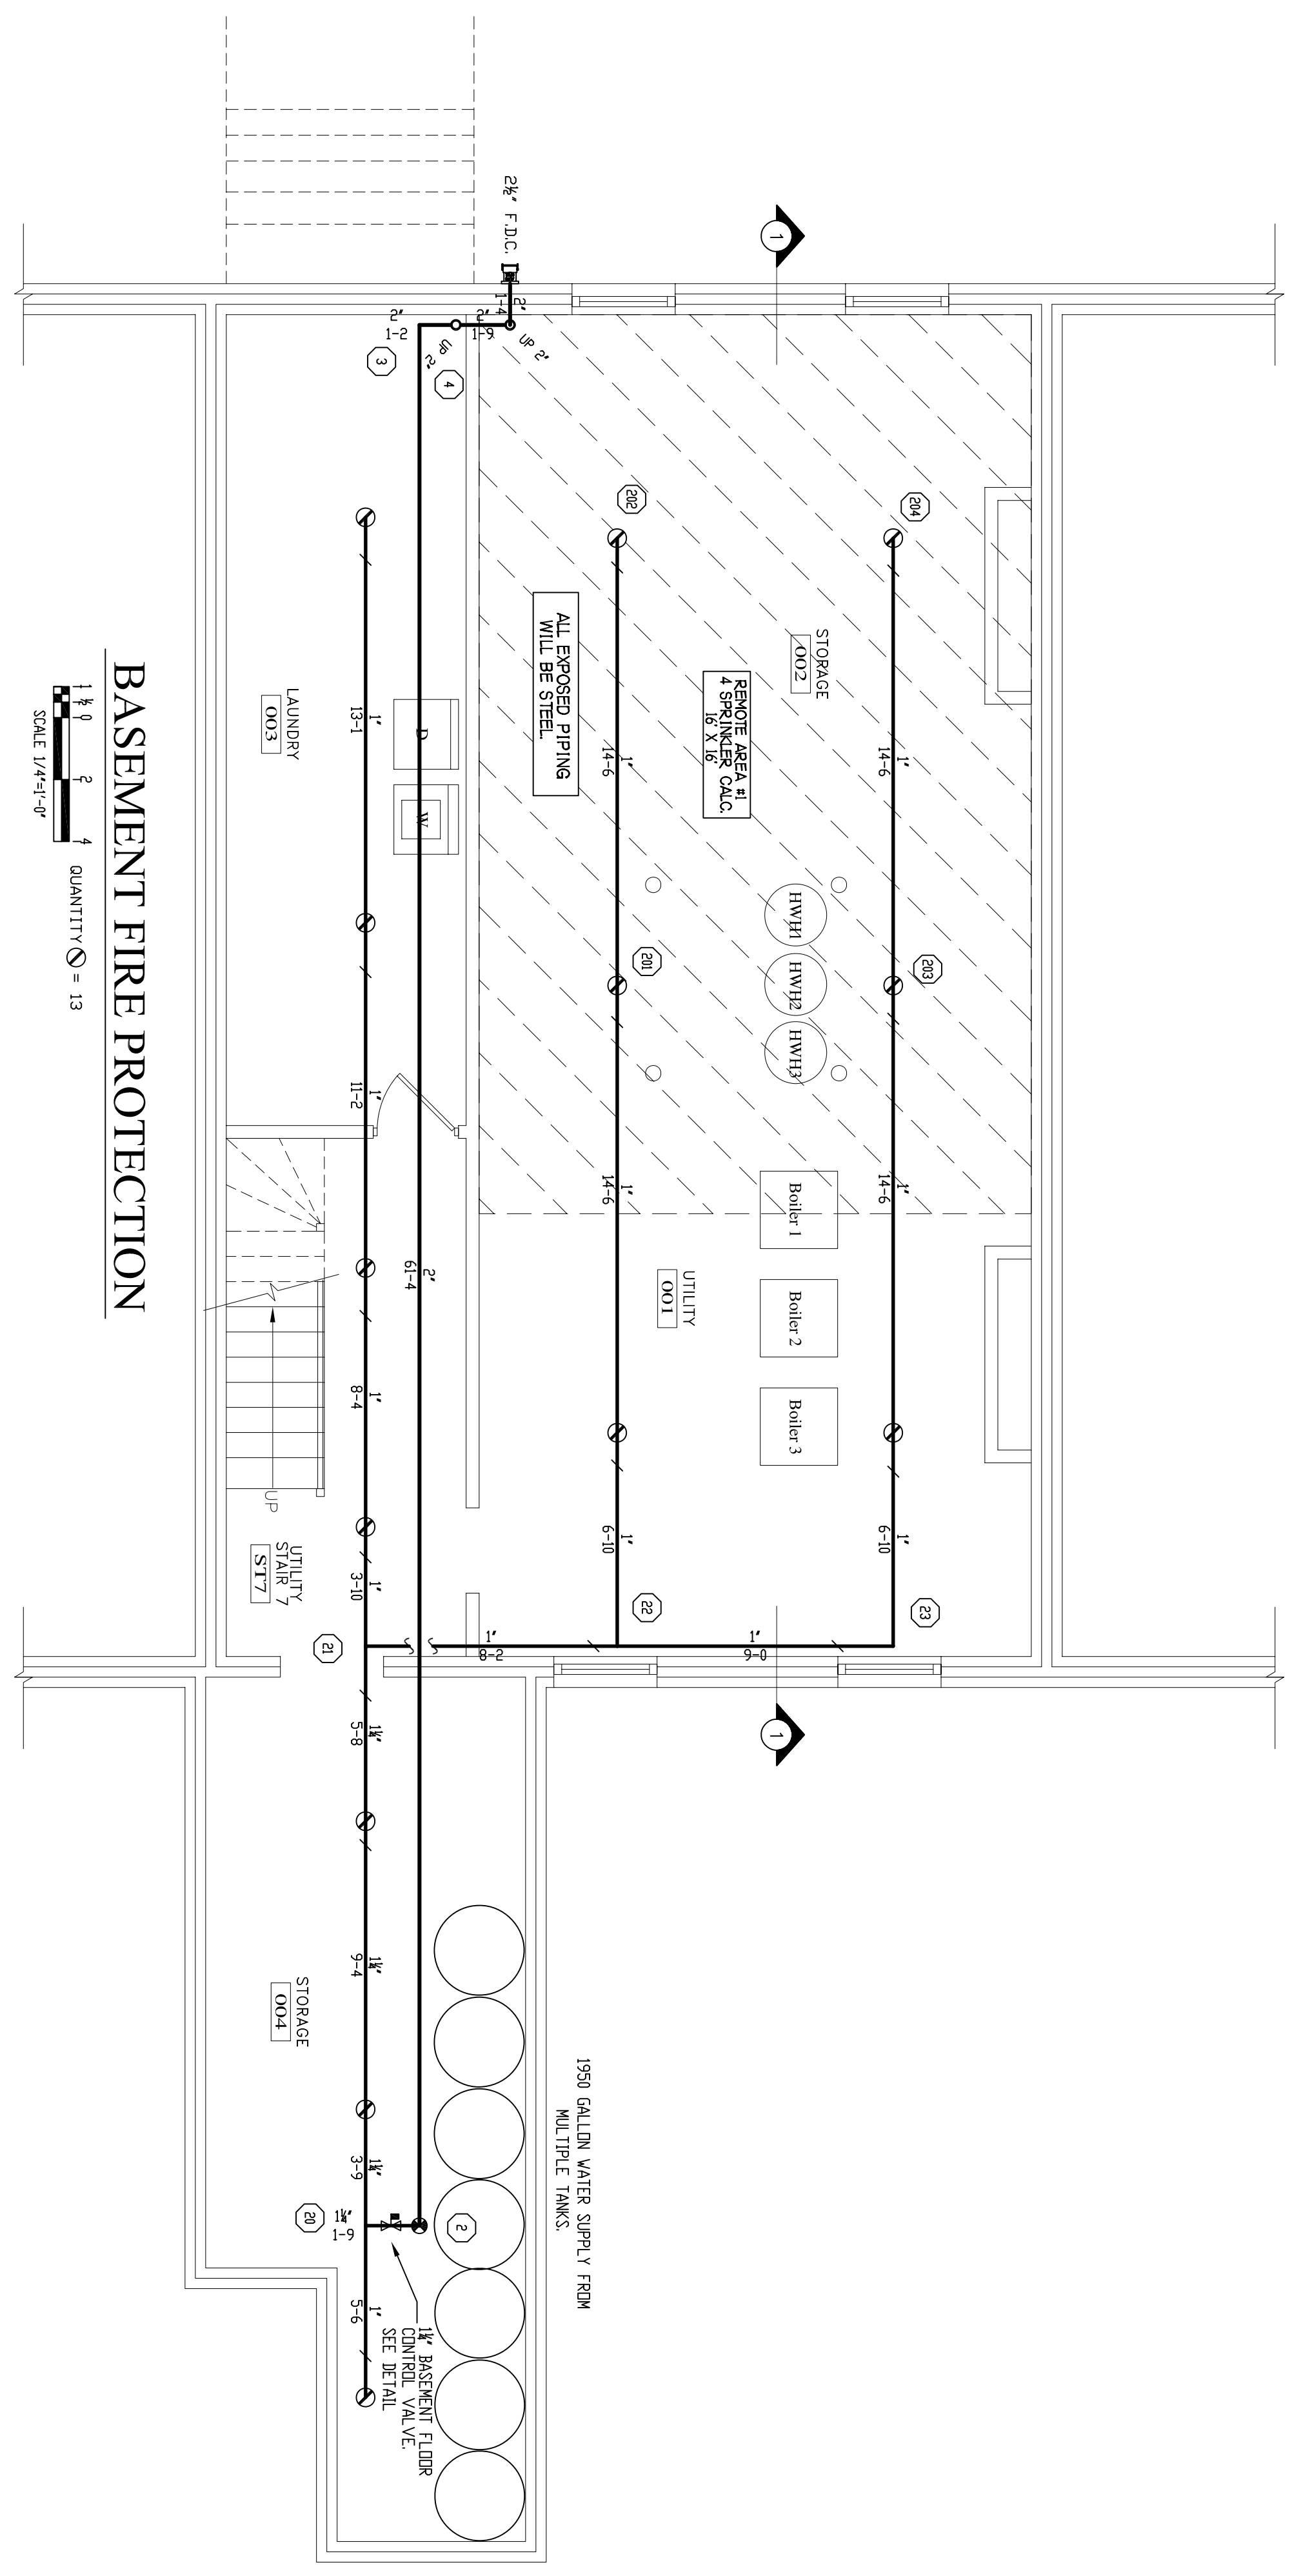 2½" F.D.C.
1
2"
1-4
UP 2"
2"
1-9
2"
1-2
UP 2"
3
4
204
202
STORAGE
002
ALL EXPOSED PIPING
WILL BE STEEL.
REMOTE AREA #1
4 SPRINKLER CALC.
16' X 16'
1"
14-6
1"
14-6
LAUNDRY
003
1"
13-1
D
W
HWH1
HWH2
HWH3
203
201
1"
11-2
1"
14-6
1"
14-6
Boiler 1
Boiler 2
Boiler 3
UTILITY
001
2"
61-4
1"
8-4
UP
UTILITY
STAIR 7
ST7
1"
3-10
1"
6-10
1"
6-10
23
22
21
1"
8-2
1"
9-0
1
1¼"
5-8
1¼"
9-4
STORAGE
004
1950 GALLON WATER SUPPLY FROM
MULTIPLE TANKS.
1¼"
3-9
20
1¼"
1-9
2
1"
5-6
1¼" BASEMENT FLOOR
CONTROL VALVE.
SEE DETAIL
BASEMENT FIRE PROTECTION
1 ½ 0 2 4
SCALE 1/4"=1'-0"
QUANTITY = 13